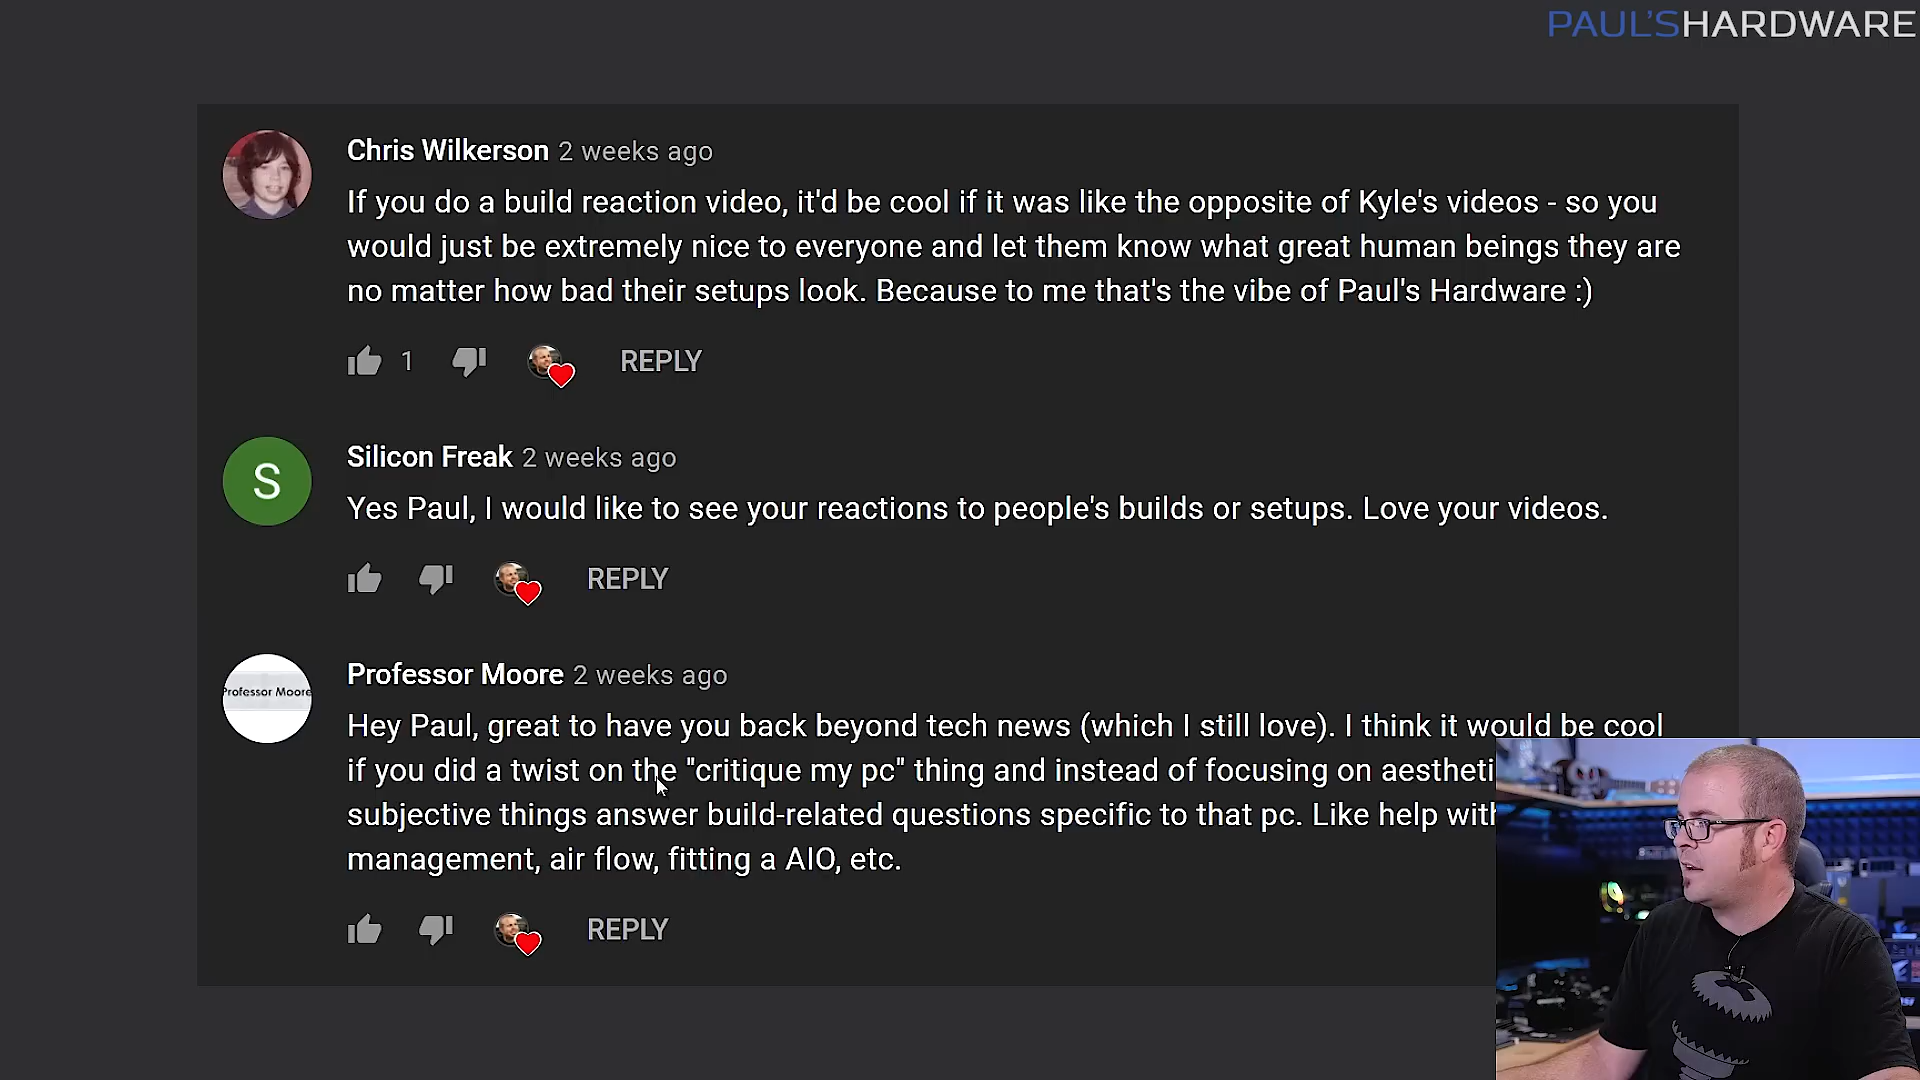 PAUL'SHARDWARE
Chris Wilkerson 2 weeks ago
If you do a build reaction video, it'd be cool if it was like the opposite of Kyle's videos - so you
would just be extremely nice to everyone and let them know what great human beings they are
no matter how bad their setups look. Because to me that's the vibe of Paul's Hardware :)
1 REPLY
S
Silicon Freak 2 weeks ago
Yes Paul, I would like to see your reactions to people's builds or setups. Love your videos.
REPLY
Professor Moore
Professor Moore 2 weeks ago
Hey Paul, great to have you back beyond tech news (which I still love). I think it would be cool
if you did a twist on the "critique my pc" thing and instead of focusing on aestheti
subjective things answer build-related questions specific to that pc. Like help with
management, air flow, fitting a AIO, etc.
REPLY